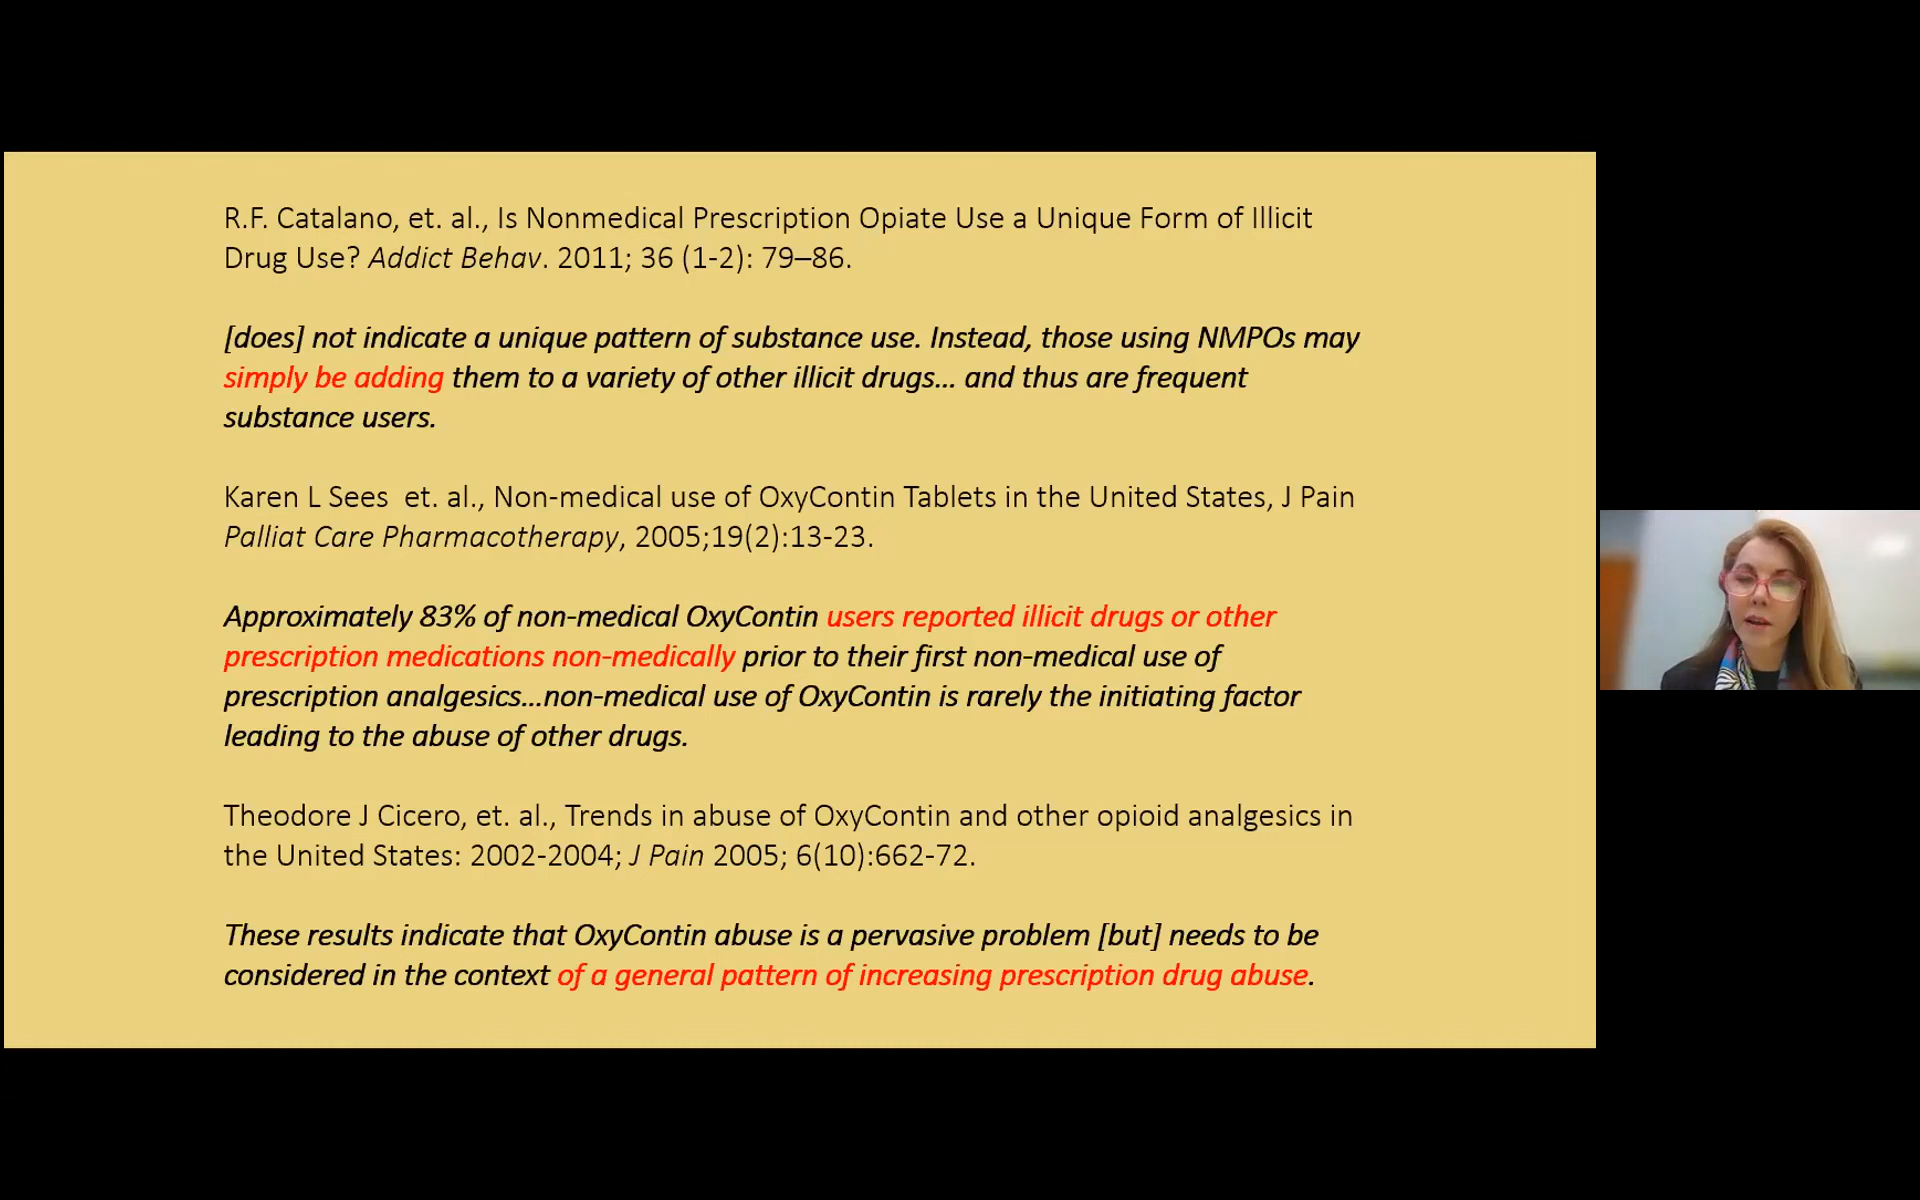 R.F. Catalano, et. al., Is Nonmedical Prescription Opiate Use a Unique Form of Illicit
Drug Use? Addict Behav. 2011; 36 (1-2): 79–86.
[does] not indicate a unique pattern of substance use. Instead, those using NMPOs may
simply be adding them to a variety of other illicit drugs... and thus are frequent
substance users.
Karen L Sees  et. al., Non-medical use of OxyContin Tablets in the United States, J Pain
Palliat Care Pharmacotherapy, 2005;19(2):13-23.
Approximately 83% of non-medical OxyContin users reported illicit drugs or other
prescription medications non-medically prior to their first non-medical use of
prescription analgesics...non-medical use of OxyContin is rarely the initiating factor
leading to the abuse of other drugs.
Theodore J Cicero, et. al., Trends in abuse of OxyContin and other opioid analgesics in
the United States: 2002-2004; J Pain 2005; 6(10):662-72.
These results indicate that OxyContin abuse is a pervasive problem [but] needs to be
considered in the context of a general pattern of increasing prescription drug abuse.